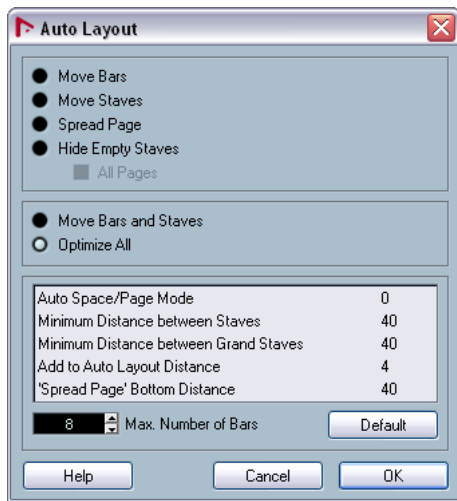 Auto Layout
Move Bars
Move Staves
Spread Page
Hide Empty Staves
All Pages
Move Bars and Staves
Optimize All
Auto Space/Page Mode 0
Minimum Distance between Staves 40
Minimum Distance between Grand Staves 40
Add to Auto Layout Distance 4
'Spread Page' Bottom Distance 40
8 Max. Number of Bars Default
Help Cancel OK